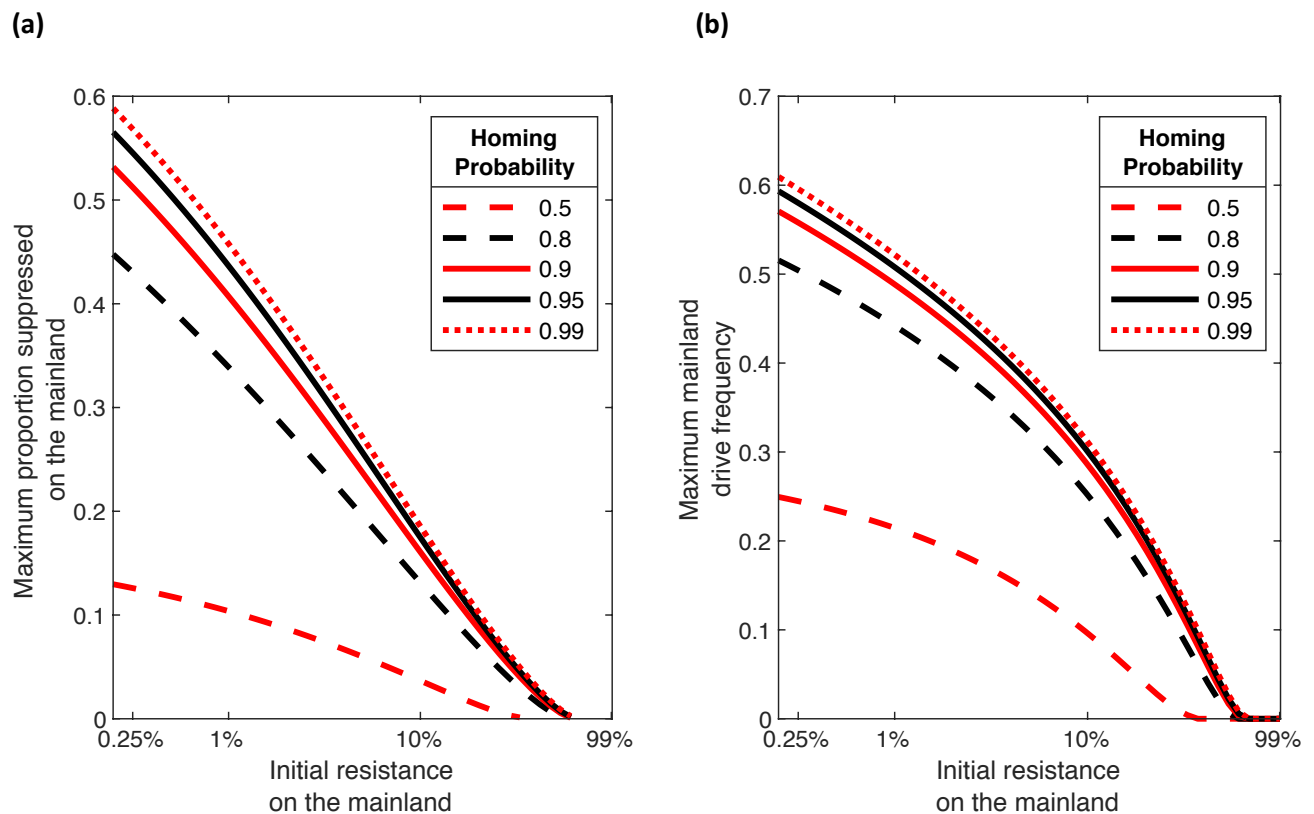 (a)
0.6
0.5
0.4
0.3
0.2
0.1
0
Maximum proportion suppressed
on the mainland
Homing
Probability
0.5
0.8
0.9
0.95
0.99
0.25%
1%
10%
99%
Initial resistance
on the mainland
(b)
0.7
0.6
0.5
0.4
0.3
0.2
0.1
0
Maximum mainland
drive frequency
Homing
Probability
0.5
0.8
0.9
0.95
0.99
0.25%
1%
10%
99%
Initial resistance
on the mainland